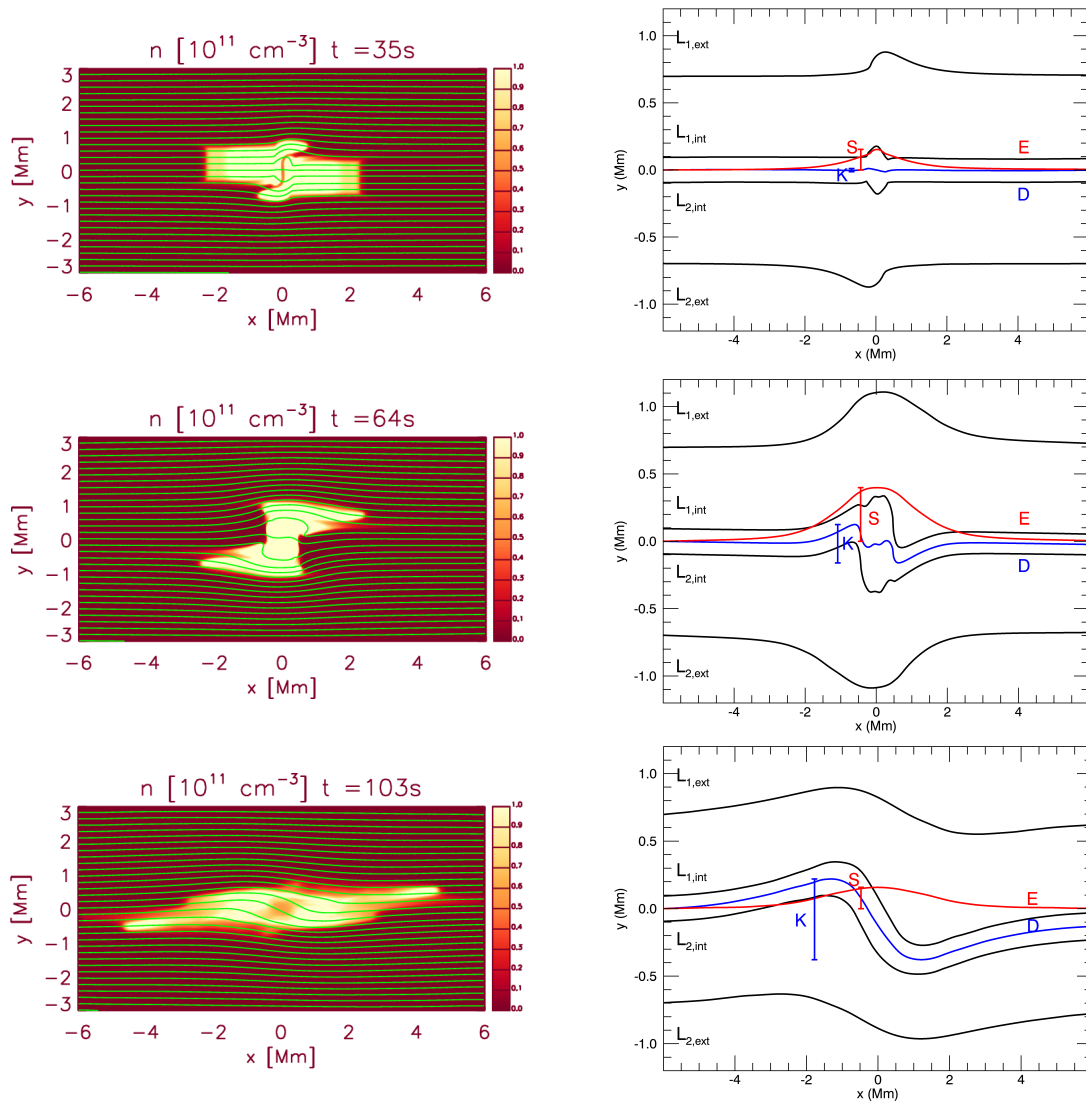 n [10^11 cm^-3] t =35s
y [Mm]
3
2
1
0
-1
-2
-3
-6 -4 -2 0 2 4 6
x [Mm]
1.0
0.9
0.8
0.7
0.6
0.5
0.4
0.3
0.2
0.1
0.0
L1,ext
L1,int
S
E
K
D
L2,int
L2,ext
y (Mm)
1.0
0.5
0.0
-0.5
-1.0
-4 -2 0 2 4
x (Mm)
n [10^11 cm^-3] t =64s
y [Mm]
3
2
1
0
-1
-2
-3
-6 -4 -2 0 2 4 6
x [Mm]
1.0
0.9
0.8
0.7
0.6
0.5
0.4
0.3
0.2
0.1
0.0
L1,ext
L1,int
S
E
K
D
L2,int
L2,ext
y (Mm)
1.0
0.5
0.0
-0.5
-1.0
-4 -2 0 2 4
x (Mm)
n [10^11 cm^-3] t =103s
y [Mm]
3
2
1
0
-1
-2
-3
-6 -4 -2 0 2 4 6
x [Mm]
1.0
0.9
0.8
0.7
0.6
0.5
0.4
0.3
0.2
0.1
0.0
L1,ext
L1,int
S
E
K
D
L2,int
L2,ext
y (Mm)
1.0
0.5
0.0
-0.5
-1.0
-4 -2 0 2 4
x (Mm)